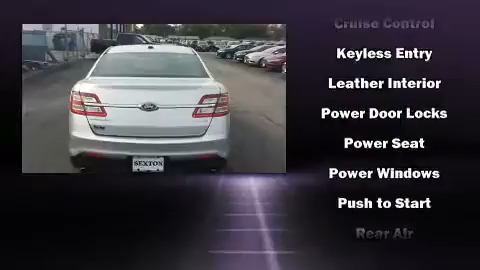 Cruise Control
Keyless Entry
Leather Interior
Power Door Locks
Power Seat
Power Windows
Push to Start
Rear Air
SEXTON
Ford